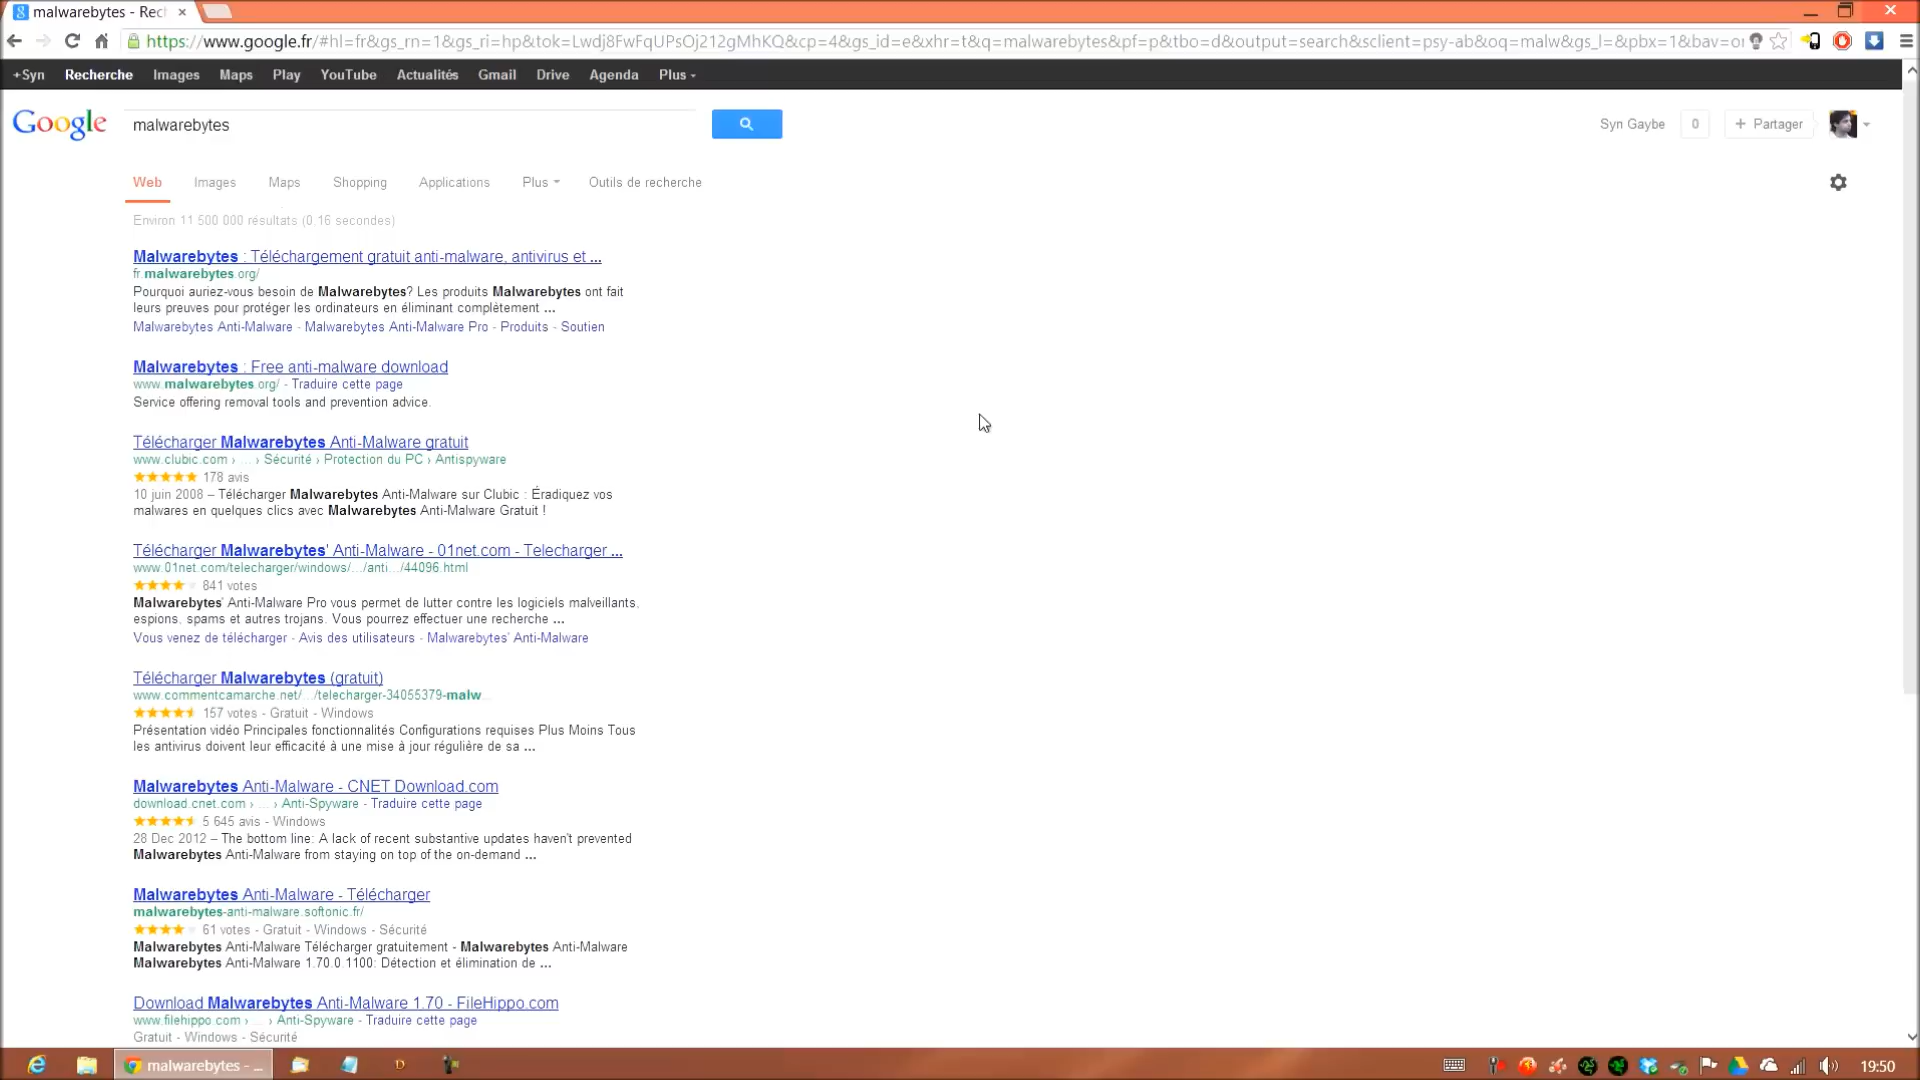 malwarebytes - Rec
https://www.google.fr/#hl=fr&gs_rn=1&gs_ri=hp&tok=Lwdj8FwFqUPsOj212gMhKQ&cp=4&gs_id=e&xhr=t&q=malwarebytes&pf=p&tbo=d&output=search&sclient=psy-ab&oq=malw&gs_l=&pbx=1&bav=or
+Syn Recherche Images Maps Play YouTube Actualités Gmail Drive Agenda Plus
Google malwarebytes Syn Gaybe 0 + Partager
Web Images Maps Shopping Applications Plus Outils de recherche
Environ 11 500 000 résultats (0,16 secondes)
Malwarebytes : Téléchargement gratuit anti-malware, antivirus et ...
fr.malwarebytes.org/
Pourquoi auriez-vous besoin de Malwarebytes? Les produits Malwarebytes ont fait
leurs preuves pour protéger les ordinateurs en éliminant complètement ...
Malwarebytes Anti-Malware - Malwarebytes Anti-Malware Pro - Produits - Soutien
Malwarebytes : Free anti-malware download
www.malwarebytes.org/ - Traduire cette page
Service offering removal tools and prevention advice.
Télécharger Malwarebytes Anti-Malware gratuit
www.clubic.com › ... › Sécurité › Protection du PC › Antispyware
178 avis
10 juin 2008 – Télécharger Malwarebytes Anti-Malware sur Clubic : Éradiquez vos
malwares en quelques clics avec Malwarebytes Anti-Malware Gratuit !
Télécharger Malwarebytes' Anti-Malware - 01net.com - Telecharger ...
www.01net.com/telecharger/windows/.../anti.../44096.html
841 votes
Malwarebytes' Anti-Malware Pro vous permet de lutter contre les logiciels malveillants,
espions, spams et autres trojans. Vous pourrez effectuer une recherche ...
Vous venez de télécharger - Avis des utilisateurs - Malwarebytes' Anti-Malware
Télécharger Malwarebytes (gratuit)
www.commentcamarche.net/.../telecharger-34055379-malw...
157 votes - Gratuit - Windows
Présentation vidéo Principales fonctionnalités Configurations requises Plus Moins Tous
les antivirus doivent leur efficacité à une mise à jour régulière de sa ...
Malwarebytes Anti-Malware - CNET Download.com
download.cnet.com › ... › Anti-Spyware - Traduire cette page
5 645 avis - Windows
28 Dec 2012 – The bottom line: A lack of recent substantive updates haven't prevented
Malwarebytes Anti-Malware from staying on top of the on-demand ...
Malwarebytes Anti-Malware - Télécharger
malwarebytes-anti-malware.softonic.fr/
61 votes - Gratuit - Windows - Sécurité
Malwarebytes Anti-Malware Télécharger gratuitement - Malwarebytes Anti-Malware
Malwarebytes Anti-Malware 1.70.0.1100: Détection et élimination de ...
Download Malwarebytes Anti-Malware 1.70 - FileHippo.com
www.filehippo.com › ... › Anti-Spyware - Traduire cette page
Gratuit - Windows - Sécurité
malwarebytes - ... 19:50